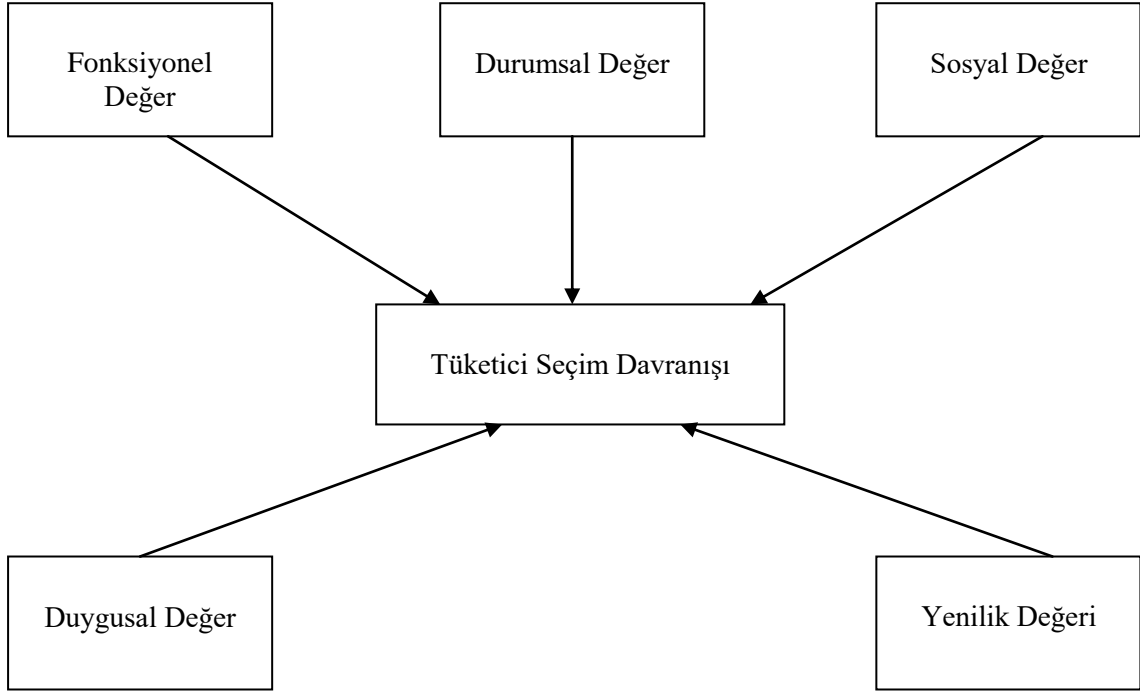 Fonksiyonel
Değer
Durumsal Değer
Sosyal Değer
Tüketici Seçim Davranışı
Duygusal Değer
Yenilik Değeri